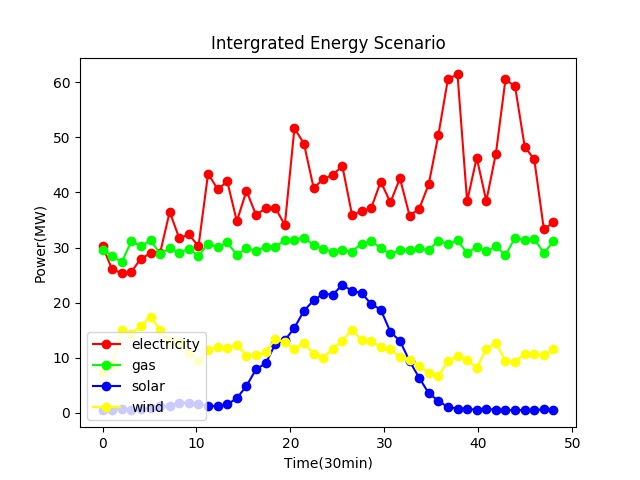 Intergrated Energy Scenario
Power(MW)
60
50
40
30
20
10
0
electricity
gas
solar
wind
0 10 20 30 40 50
Time(30min)